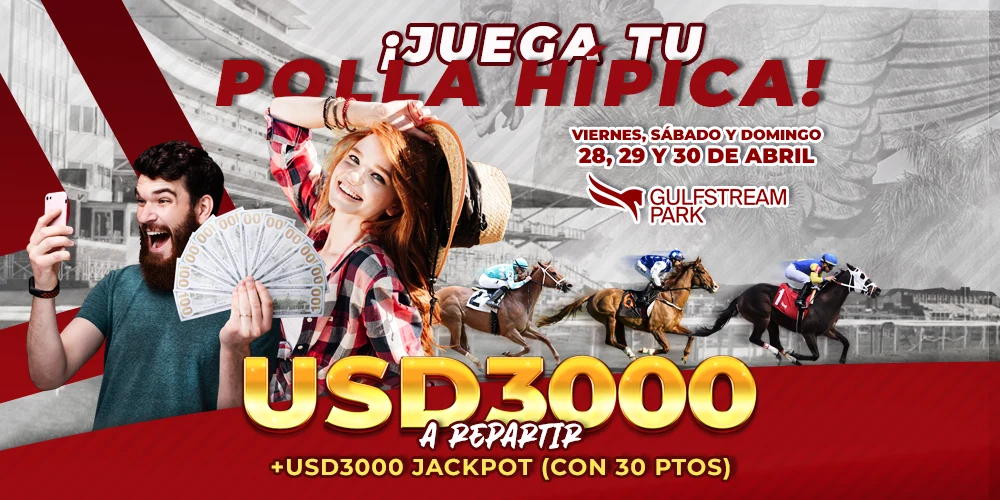 ¡JUEGA TU
POLLA HÍPICA!
VIERNES, SÁBADO Y DOMINGO
28, 29 Y 30 DE ABRIL
GULFSTREAM
PARK
USD3000
A REPARTIR
+USD3000 JACKPOT (CON 30 PTOS)